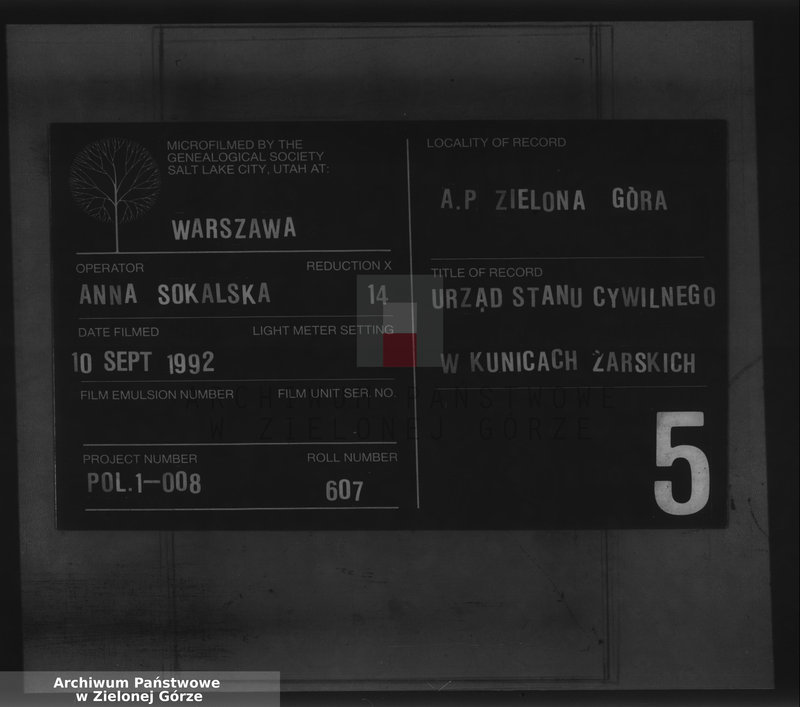 MICROFILMED BY THE
GENEALOGICAL SOCIETY
SALT LAKE CITY, UTAH AT:
WARSZAWA
OPERATOR
REDUCTION X
ANNA SOKALSKA
14
DATE FILMED
LIGHT METER SETTING
10 SEPT 1992
FILM EMULSION NUMBER
FILM UNIT SER. NO.
PROJECT NUMBER
ROLL NUMBER
POL.1-008
607
LOCALITY OF RECORD
A.P. ZIELONA GÒRA
TITLE OF RECORD
URZĄD STANU CYWILNEGO
W KUNICACH ŻARSKICH
5
ARCHIWUM PAŃSTWOWE
W ZIELONEJ GÓRZE
Archiwum Państwowe
w Zielonej Górze